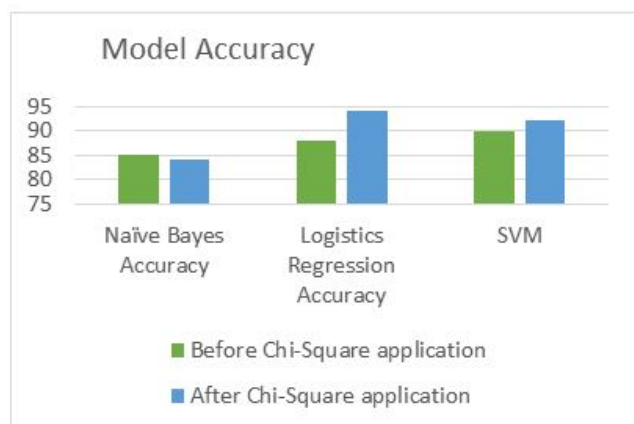 Model Accuracy
95
90
85
80
75
Naïve Bayes
Accuracy
Logistics
Regression
Accuracy
SVM
Before Chi-Square application
After Chi-Square application